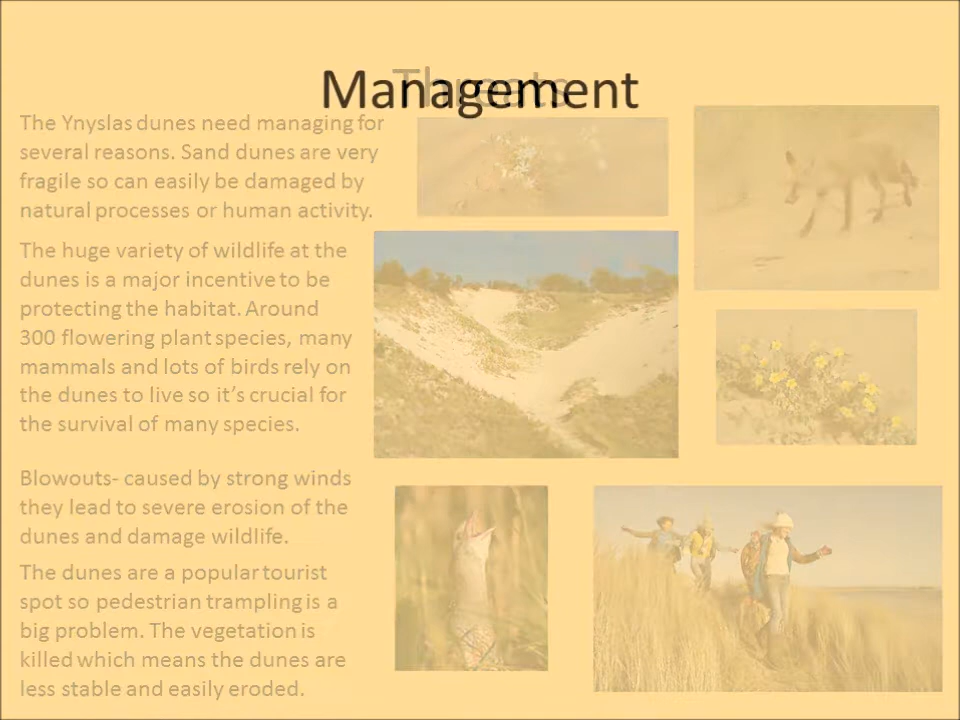 Threats
Management
The Ynyslas dunes need managing for
several reasons. Sand dunes are very
fragile so can easily be damaged by
natural processes or human activity.
The huge variety of wildlife at the
dunes is a major incentive to be
protecting the habitat. Around
300 flowering plant species, many
mammals and lots of birds rely on
the dunes to live so it’s crucial for
the survival of many species.
Blowouts- caused by strong winds
they lead to severe erosion of the
dunes and damage wildlife.
The dunes are a popular tourist
spot so pedestrian trampling is a
big problem. The vegetation is
killed which means the dunes are
less stable and easily eroded.